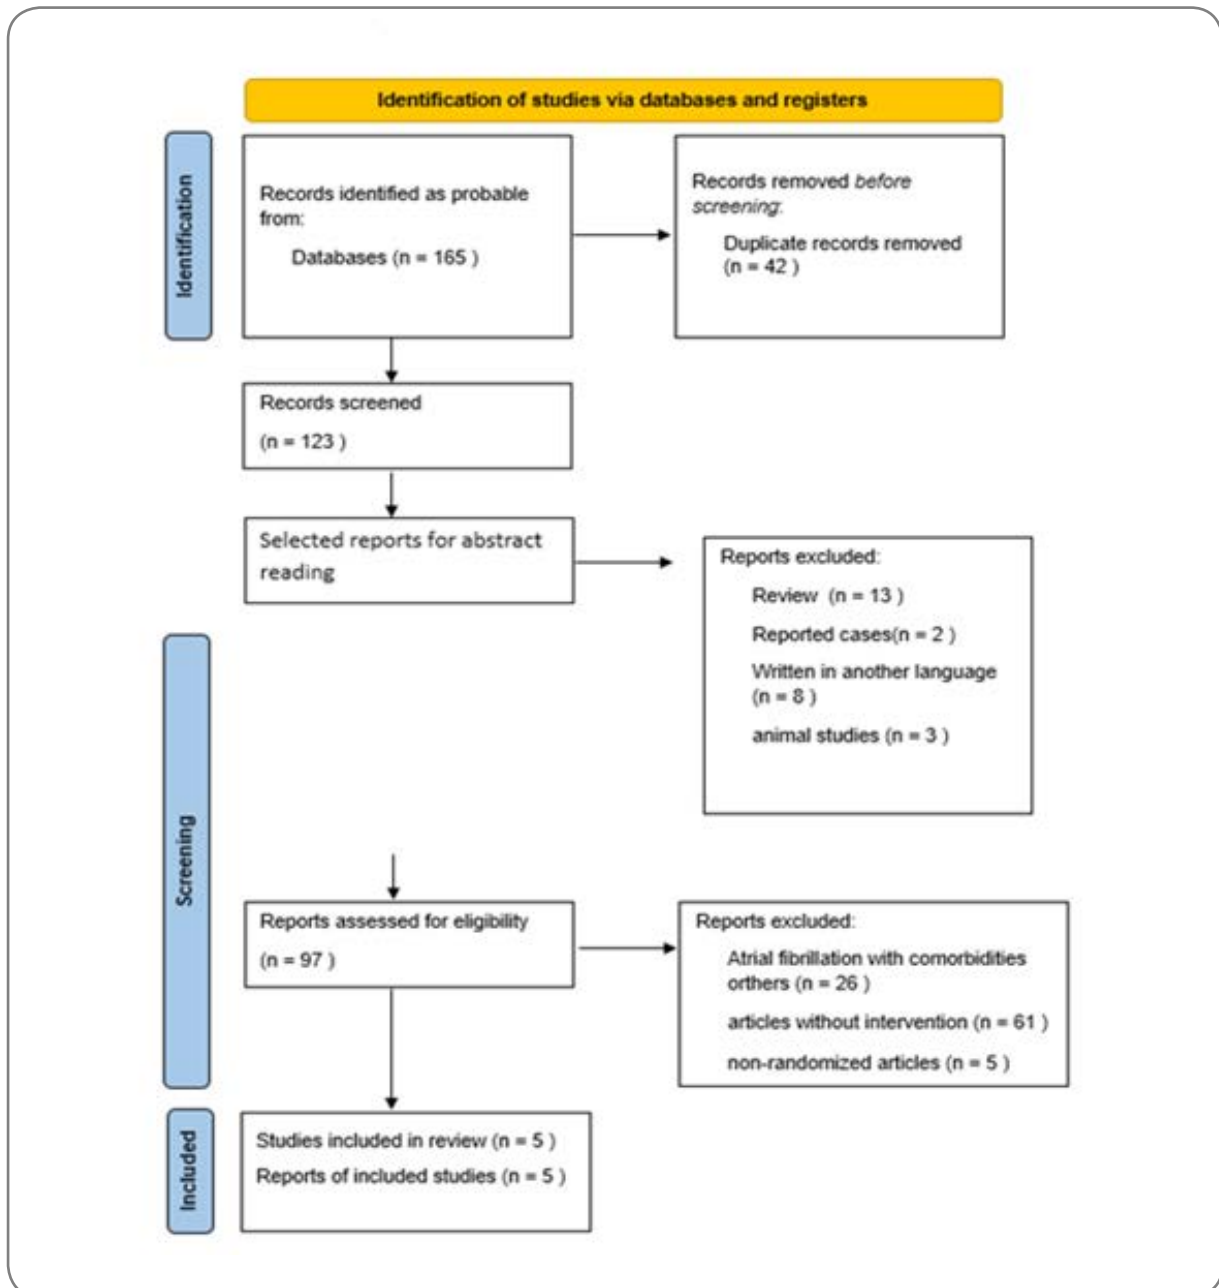 Identification of studies via databases and registers
Identification
Records identified as probable
from:
Databases (n = 165 )
Records removed before
screening:
Duplicate records removed
(n = 42 )
Records screened
(n = 123 )
Selected reports for abstract
reading
Reports excluded:
Review (n = 13 )
Reported cases(n = 2 )
Written in another language
(n = 8 )
animal studies (n = 3 )
Screening
Reports assessed for eligibility
(n = 97 )
Reports excluded:
Atrial fibrillation with comorbidities
orthers (n = 26 )
articles without intervention (n = 61 )
non-randomized articles (n = 5 )
Included
Studies included in review (n = 5 )
Reports of included studies (n = 5 )